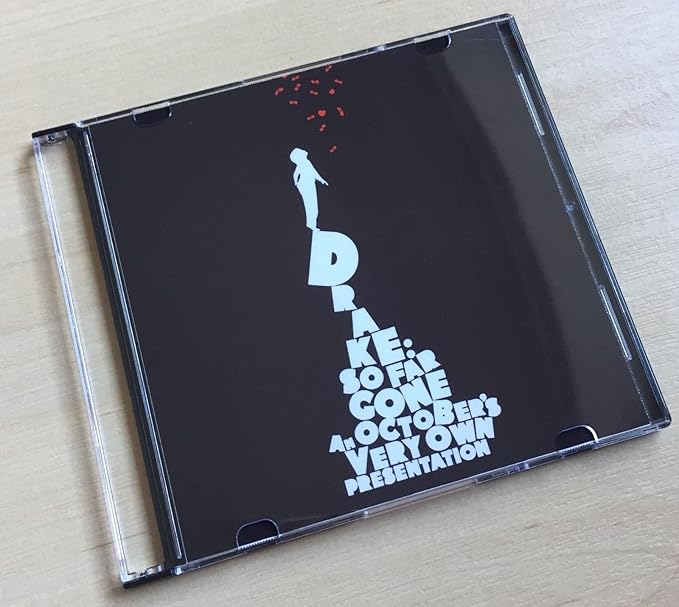 DRAKE:
SO FAR
GONE
An OCTOBER'S
VERY OWN
PRESENTATION